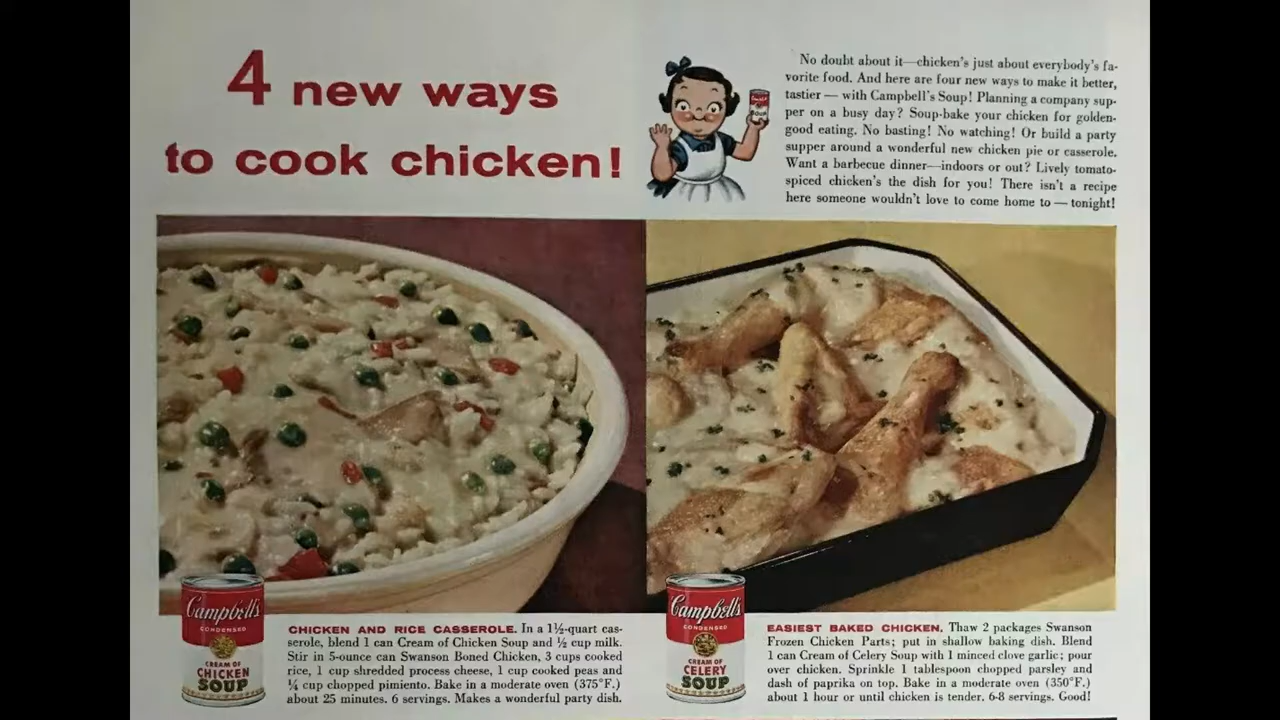 4 new ways
to cook chicken!
No doubt about it—chicken's just about everybody's fa-
vorite food. And here are four new ways to make it better,
tastier — with Campbell's Soup! Planning a company sup-
per on a busy day? Soup-bake your chicken for golden-
good eating. No basting! No watching! Or build a party
supper around a wonderful new chicken pie or casserole.
Want a barbecue dinner—indoors or out? Lively tomato-
spiced chicken's the dish for you! There isn't a recipe
here someone wouldn't love to come home to — tonight!
Campbell's
CONDENSED
CREAM OF
CHICKEN
SOUP
CHICKEN AND RICE CASSEROLE. In a 1½-quart cas-
serole, blend 1 can Cream of Chicken Soup and ½ cup milk.
Stir in 5-ounce can Swanson Boned Chicken, 3 cups cooked
rice, 1 cup shredded process cheese, 1 cup cooked peas and
¼ cup chopped pimiento. Bake in a moderate oven (375°F.)
about 25 minutes. 6 servings. Makes a wonderful party dish.
Campbell's
CONDENSED
CREAM OF
CELERY
SOUP
EASIEST BAKED CHICKEN. Thaw 2 packages Swanson
Frozen Chicken Parts; put in shallow baking dish. Blend
1 can Cream of Celery Soup with 1 minced clove garlic; pour
over chicken. Sprinkle 1 tablespoon chopped parsley and
dash of paprika on top. Bake in a moderate oven (350°F.)
about 1 hour or until chicken is tender. 6-8 servings. Good!